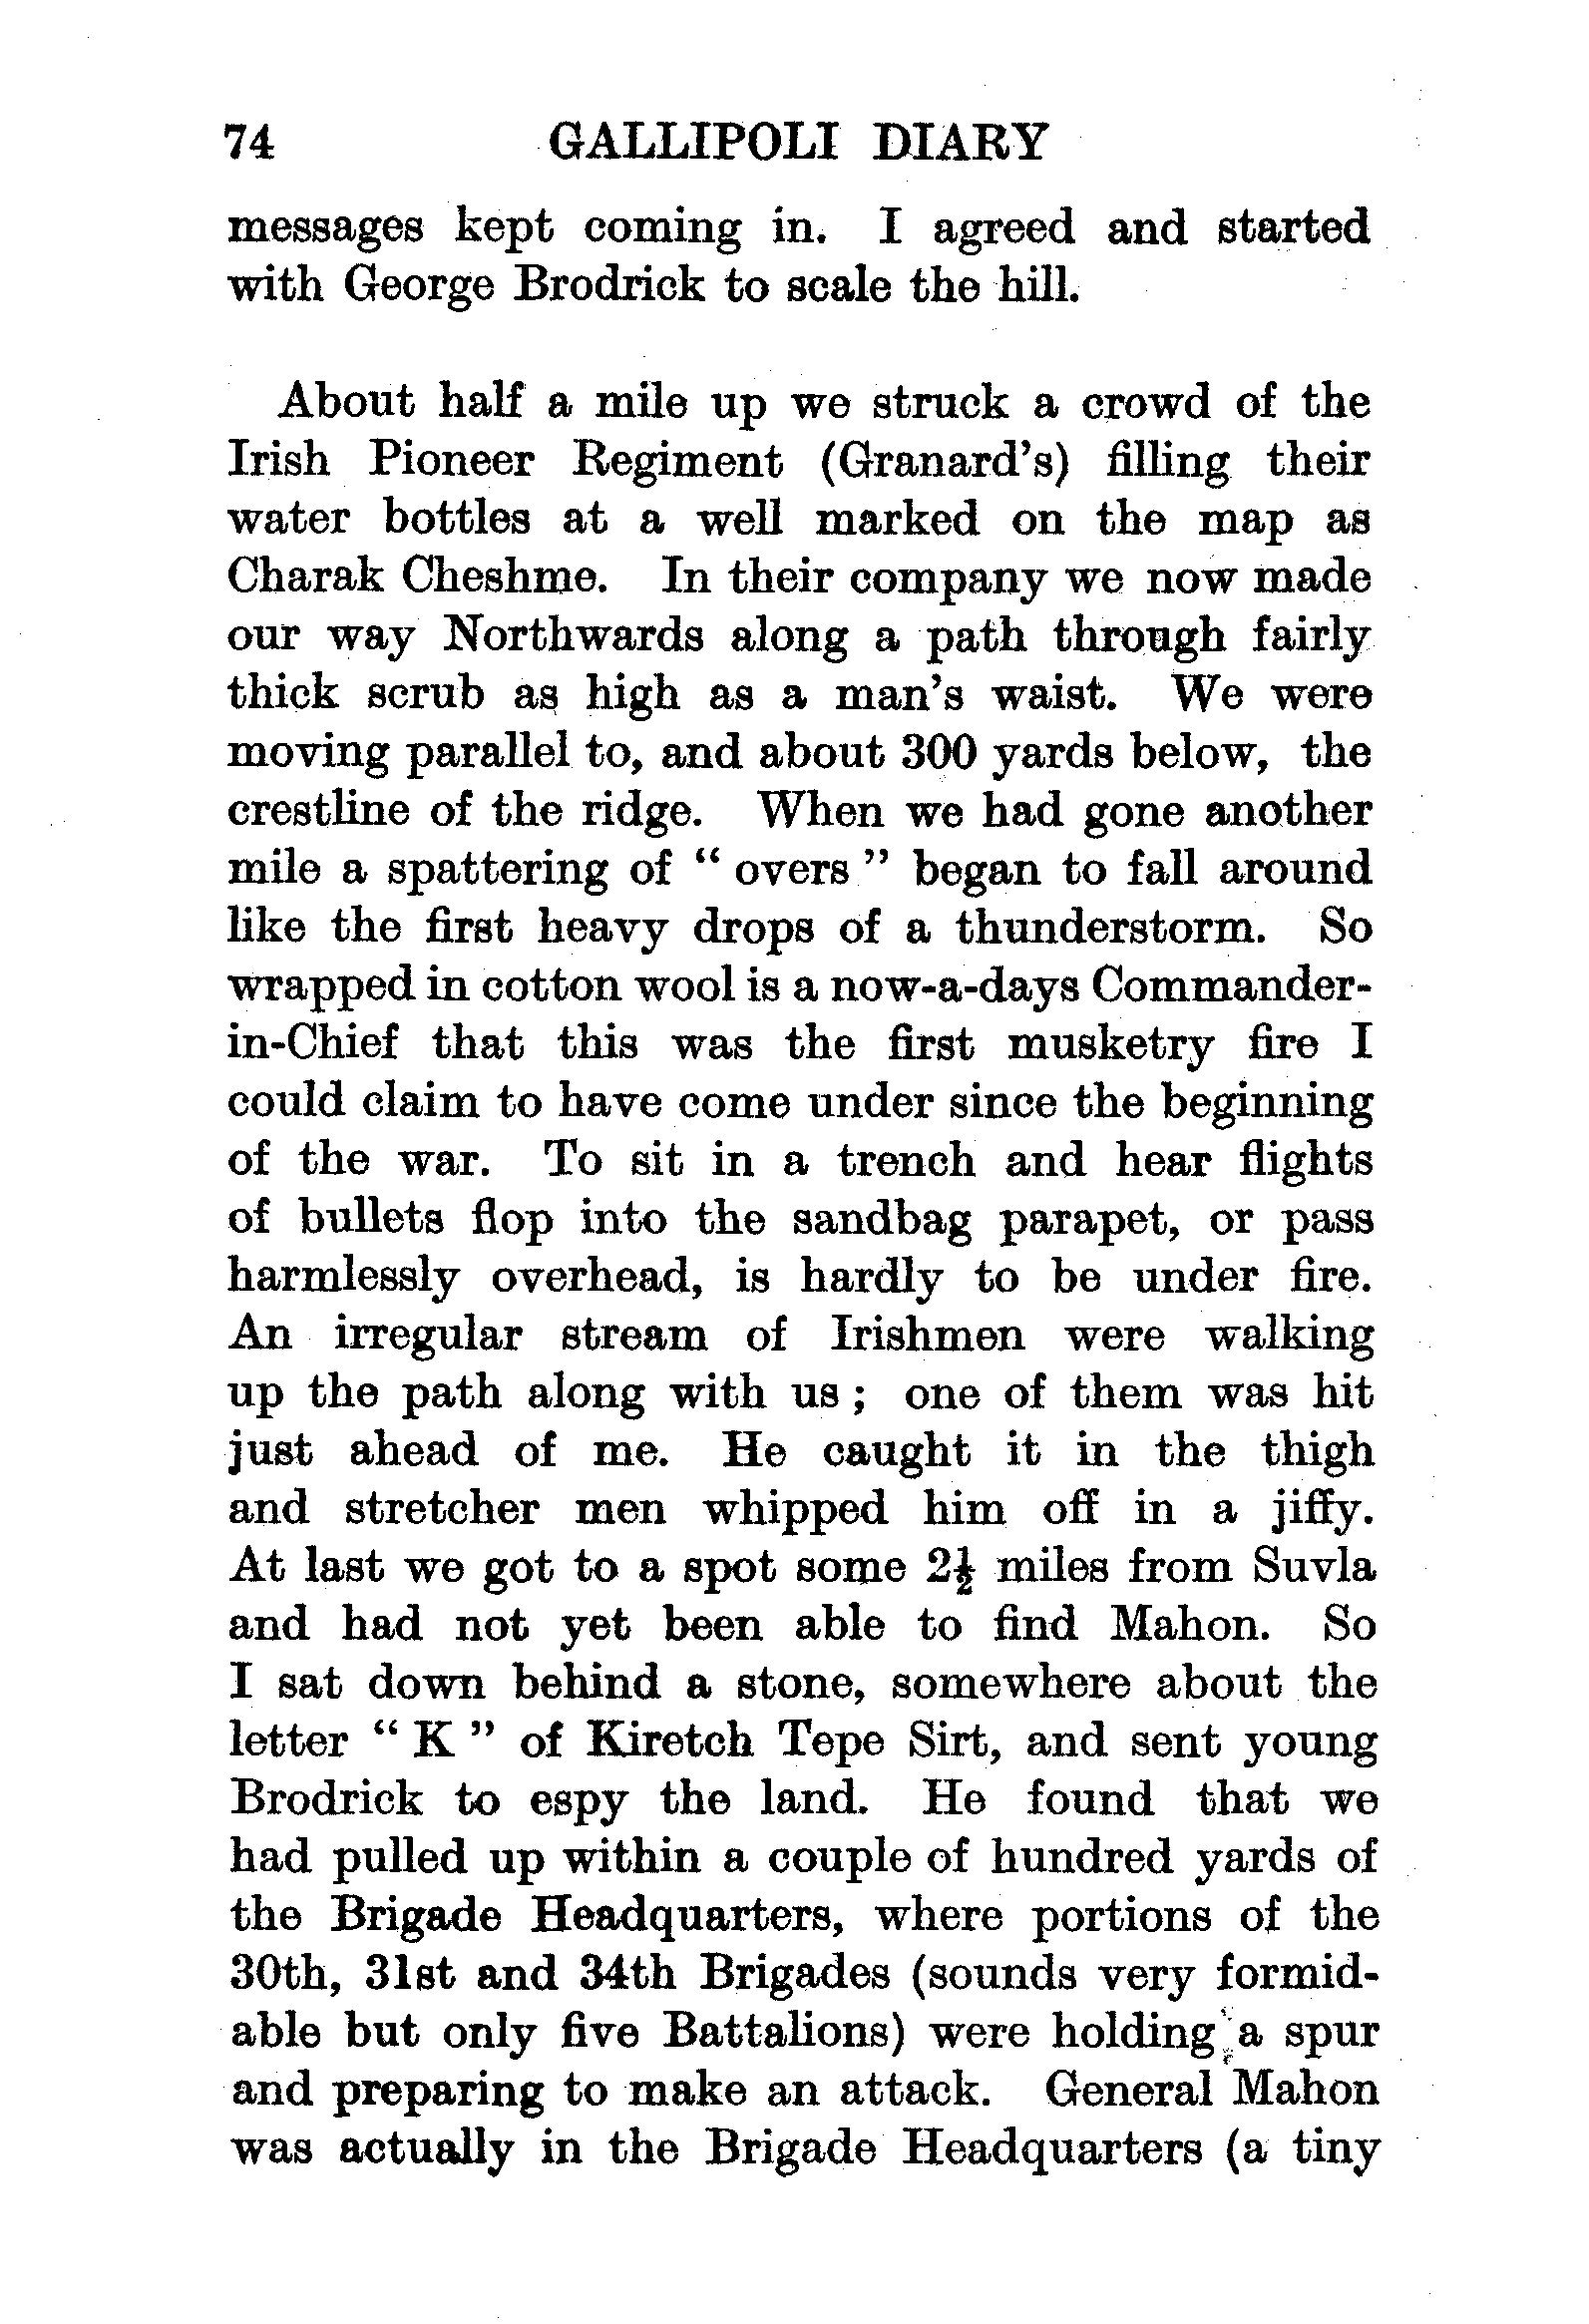 74 GALLIPOLI DIARY
messages kept coming in. I agreed and started
with George Brodrick to scale the hill.
About half a mile up we struck a crowd of the
Irish Pioneer Regiment (Granard's) filling their
water bottles at a well marked on the map as
Charak Cheshme. In their company we now made
our way Northwards along a path through fairly
thick scrub as high as a man's waist. We were
moving parallel to, and about 300 yards below, the
crestline of the ridge. When we had gone another
mile a spattering of “ overs ” began to fall around
like the first heavy drops of a thunderstorm. So
wrapped in cotton wool is a now-a-days Commander-
in-Chief that this was the first musketry fire I
could claim to have come under since the beginning
of the war. To sit in a trench and hear flights
of bullets flop into the sandbag parapet, or pass
harmlessly overhead, is hardly to be under fire.
An irregular stream of Irishmen were walking
up the path along with us ; one of them was hit
just ahead of me. He caught it in the thigh
and stretcher men whipped him off in a jiffy.
At last we got to a spot some 2½ miles from Suvla
and had not yet been able to find Mahon. So
I sat down behind a stone, somewhere about the
letter “ K ” of Kiretch Tepe Sirt, and sent young
Brodrick to espy the land. He found that we
had pulled up within a couple of hundred yards of
the Brigade Headquarters, where portions of the
30th, 31st and 34th Brigades (sounds very formid-
able but only five Battalions) were holding a spur
and preparing to make an attack. General Mahon
was actually in the Brigade Headquarters (a tiny